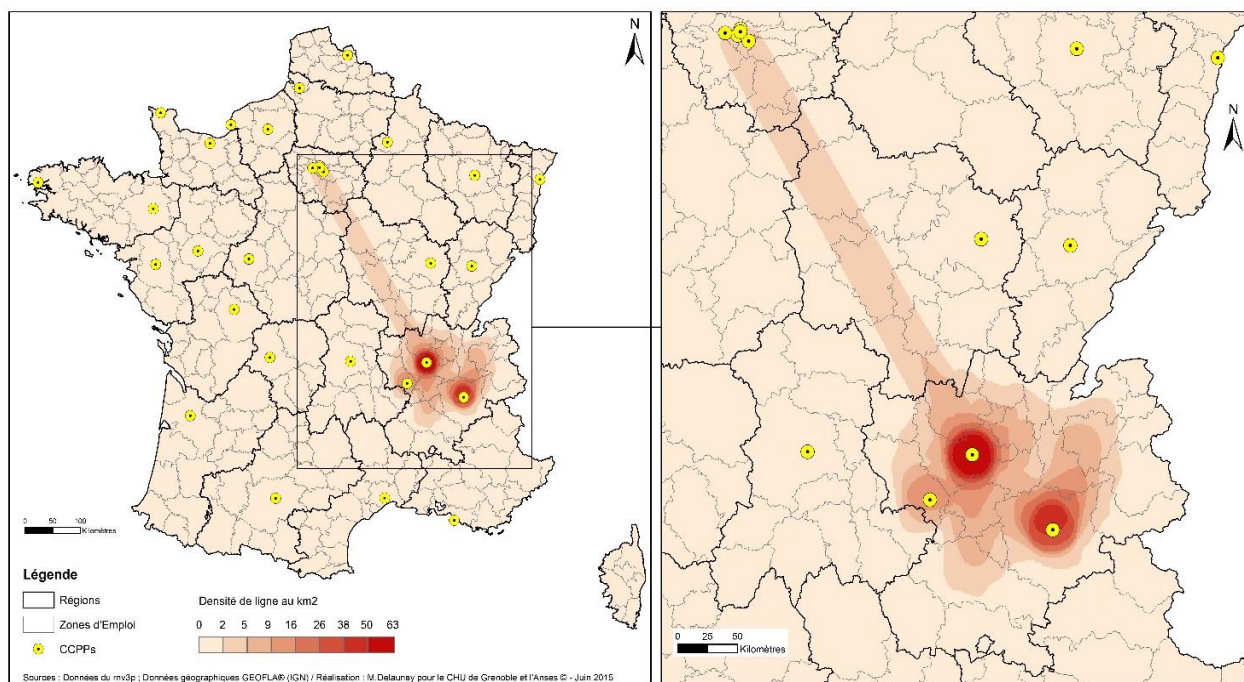 N
0 50 100
Kilomètres
Légende
Régions
Zones d'Emploi
CCPPs
Densité de ligne au km2
0 2 5 9 16 26 38 50 63
Sources : Données du rnv3p ; Données géographiques GEOFLA® (IGN) / Réalisation : M.Delaunay pour le CHU de Grenoble et l'Anses © - Juin 2015
N
0 25 50
Kilomètres